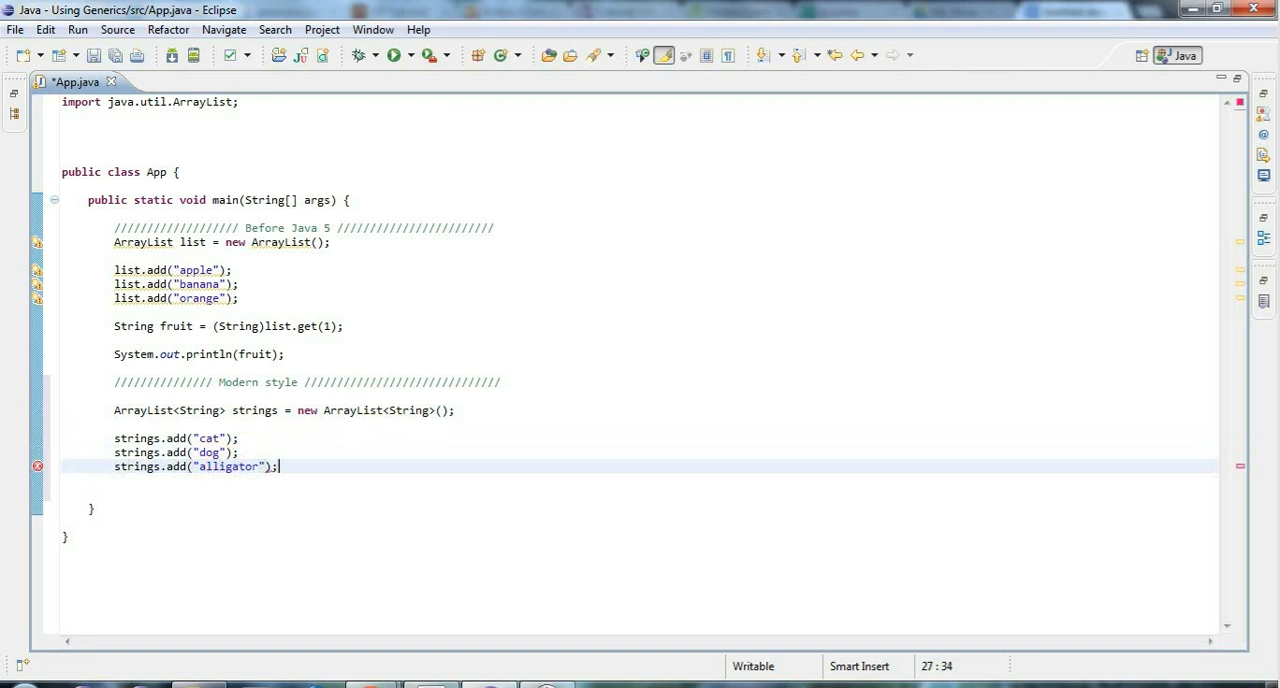 Java - Using Generics/src/App.java - Eclipse
File Edit Run Source Refactor Navigate Search Project Window Help
Java
*App.java
import java.util.ArrayList;
public class App {
public static void main(String[] args) {
/////////////////// Before Java 5 ////////////////////////
ArrayList list = new ArrayList();
list.add("apple");
list.add("banana");
list.add("orange");
String fruit = (String)list.get(1);
System.out.println(fruit);
/////////////// Modern style //////////////////////////////
ArrayList<String> strings = new ArrayList<String>();
strings.add("cat");
strings.add("dog");
strings.add("alligator");
}
}
Writable Smart Insert 27 : 34